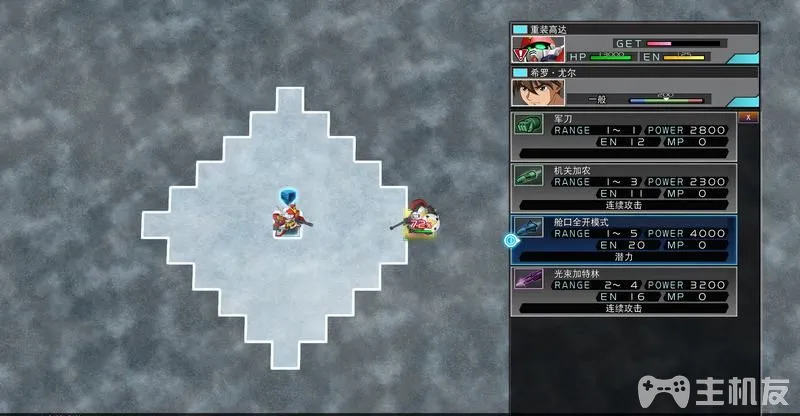 重装高达
GET
HP 13000 EN 125
希罗·尤尔
一般 200
军刀
RANGE 1~ 1 POWER 2800
EN 12 MP 0
机关加农
RANGE 1~ 3 POWER 2300
EN 11 MP 0
连续攻击
舱口全开模式
RANGE 1~ 5 POWER 4000
EN 20 MP 0
潜力
光束加特林
RANGE 2~ 4 POWER 3200
EN 16 MP 0
连续攻击
X
主机友